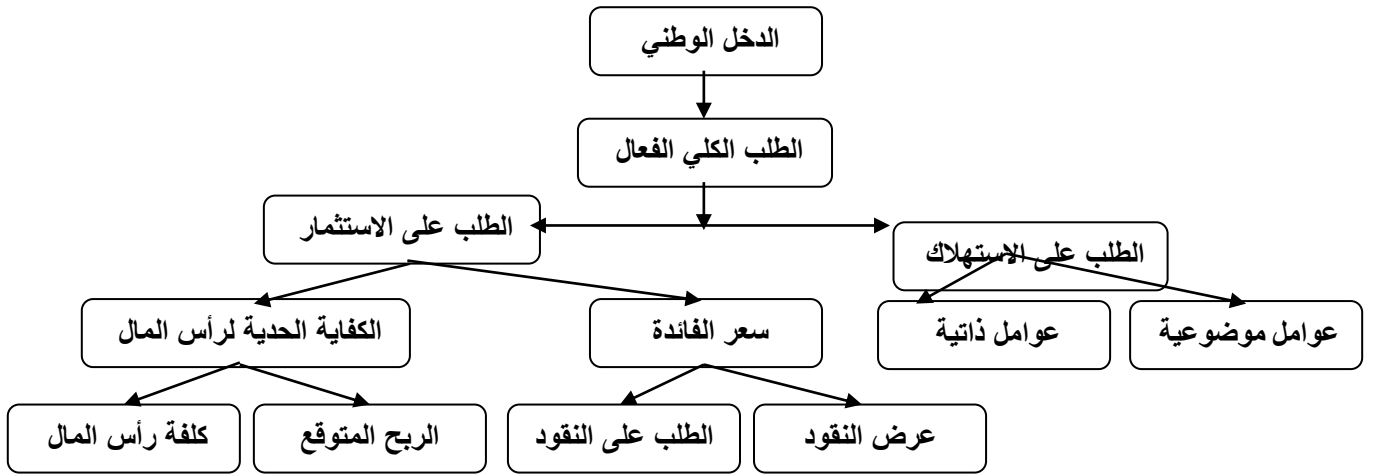 الدخل الوطني
الطلب الكلي الفعال
الطلب على الاستهلاك
الطلب على الاستثمار
عوامل موضوعية
عوامل ذاتية
سعر الفائدة
الكفاية الحدية لرأس المال
عرض النقود
الطلب على النقود
الربح المتوقع
كلفة رأس المال